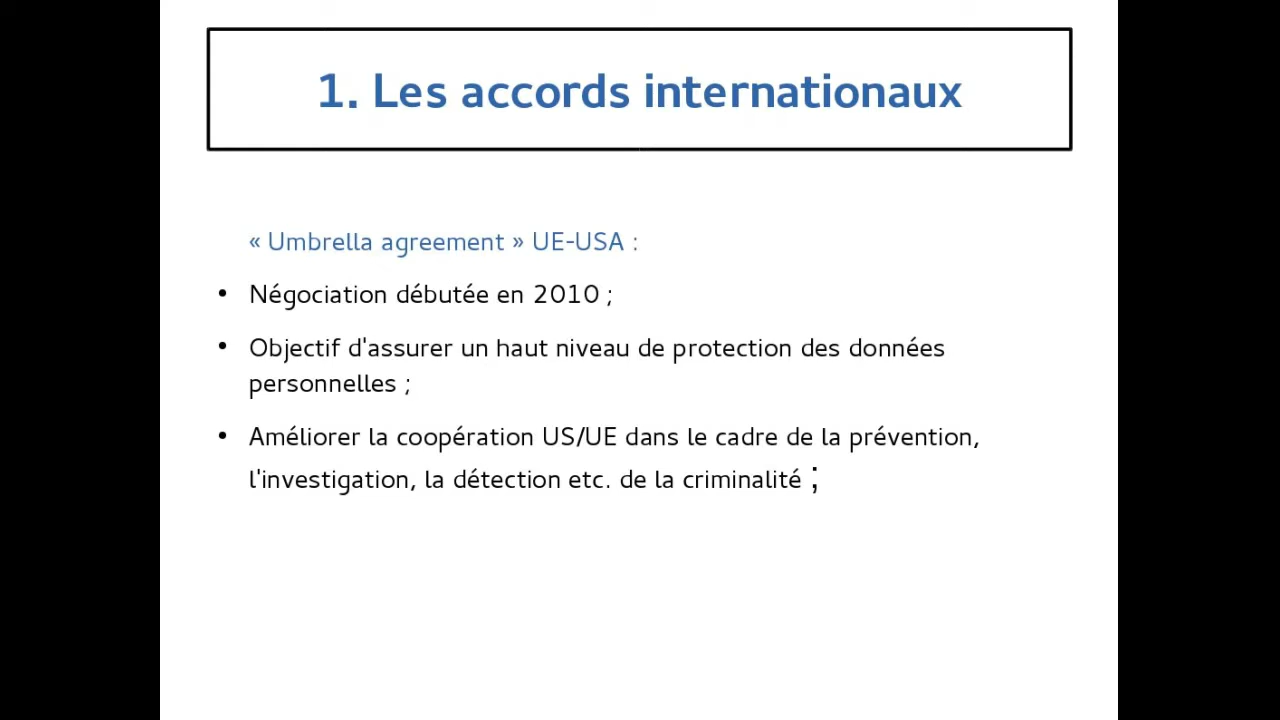 1. Les accords internationaux
« Umbrella agreement » UE-USA :
• Négociation débutée en 2010 ;
• Objectif d'assurer un haut niveau de protection des données
personnelles ;
• Améliorer la coopération US/UE dans le cadre de la prévention,
l'investigation, la détection etc. de la criminalité ;